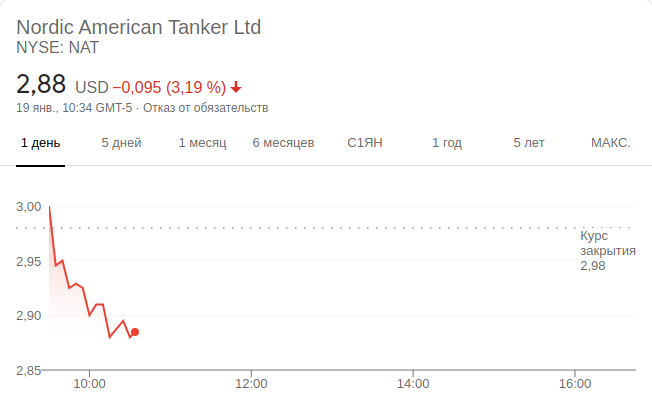 Nordic American Tanker Ltd
NYSE: NAT
2,88 USD −0,095 (3,19 %)
19 янв., 10:34 GMT-5 · Отказ от обязательств
1 день 5 дней 1 месяц 6 месяцев С1ЯН 1 год 5 лет МАКС.
3,00
Курс
закрытия
2,95
2,98
2,90
2,85
10:00 12:00 14:00 16:00